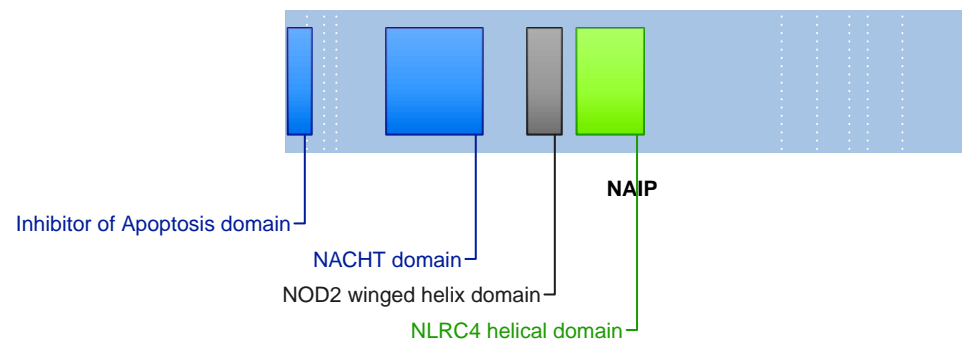 NAIP
Inhibitor of Apoptosis domain
NACHT domain
NOD2 winged helix domain
NLRC4 helical domain